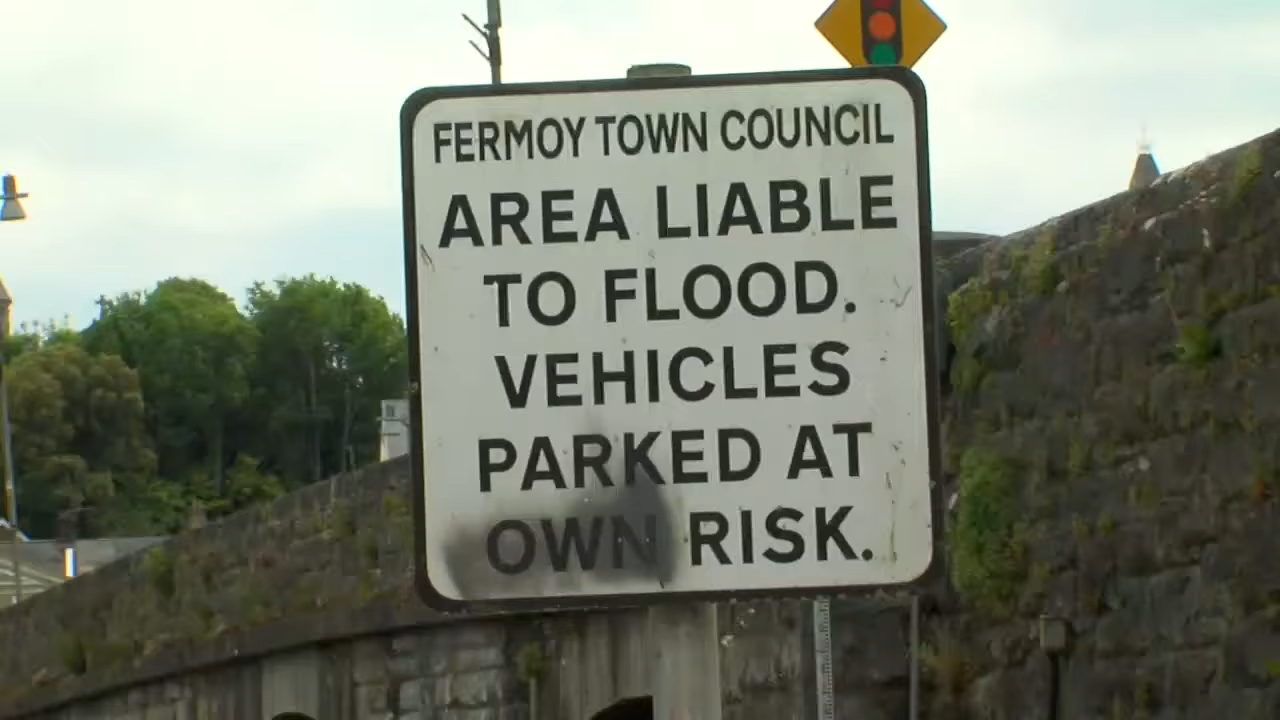 FERMOY TOWN COUNCIL
AREA LIABLE
TO FLOOD.
VEHICLES
PARKED AT
OWN RISK.